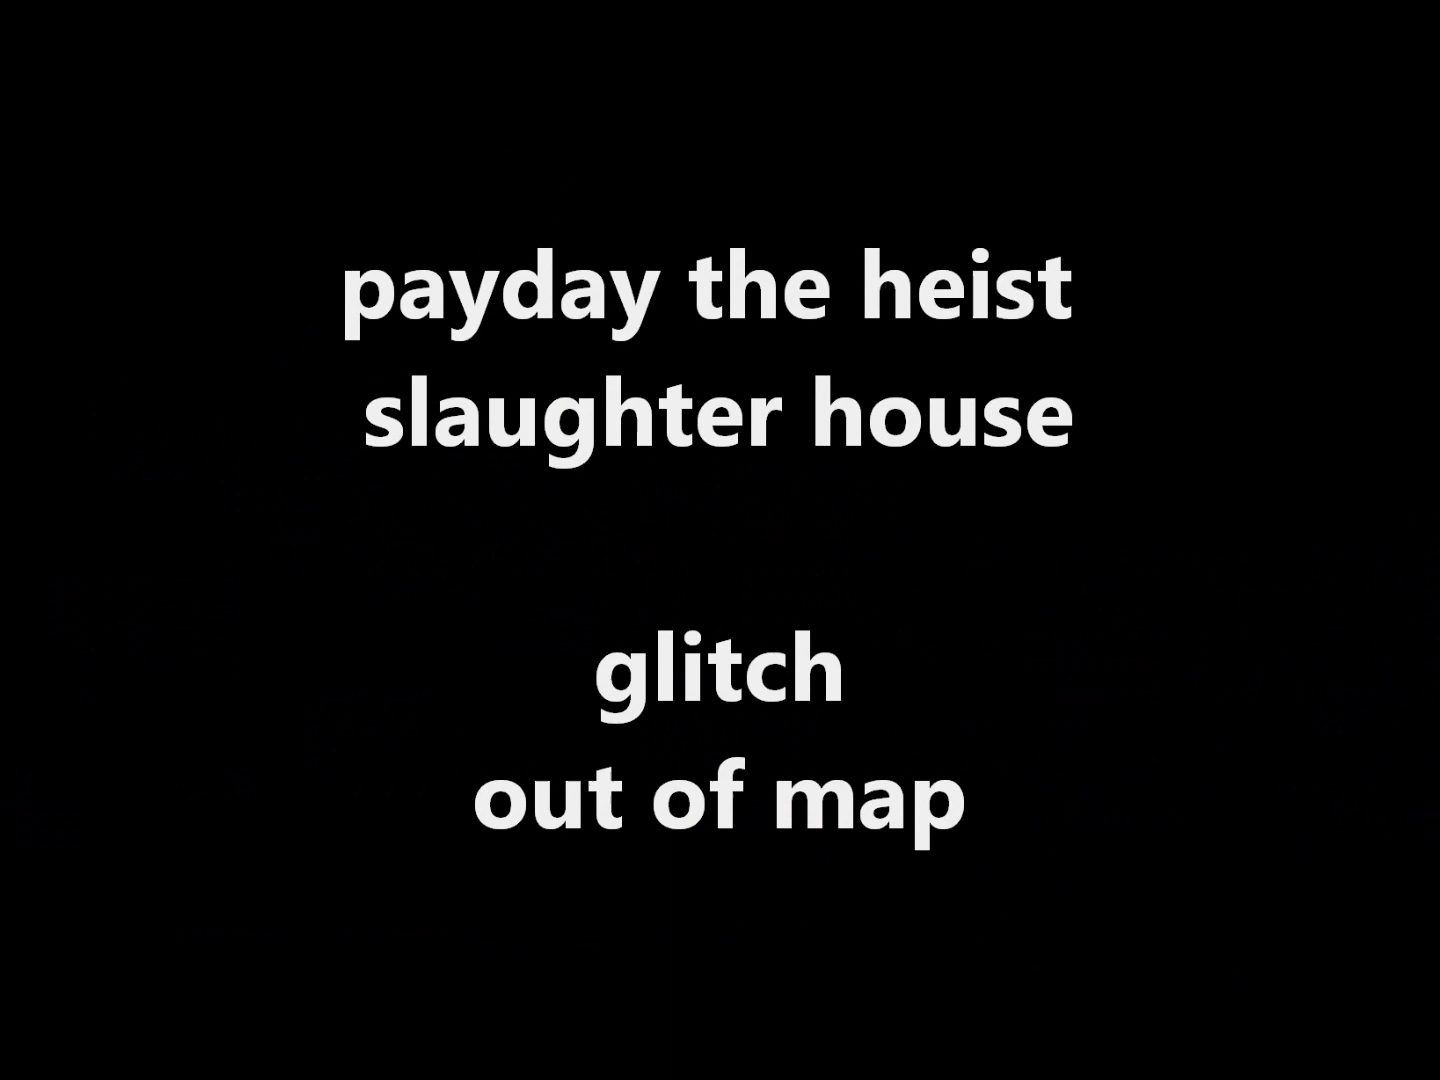 payday the heist
slaughter house
glitch
out of map